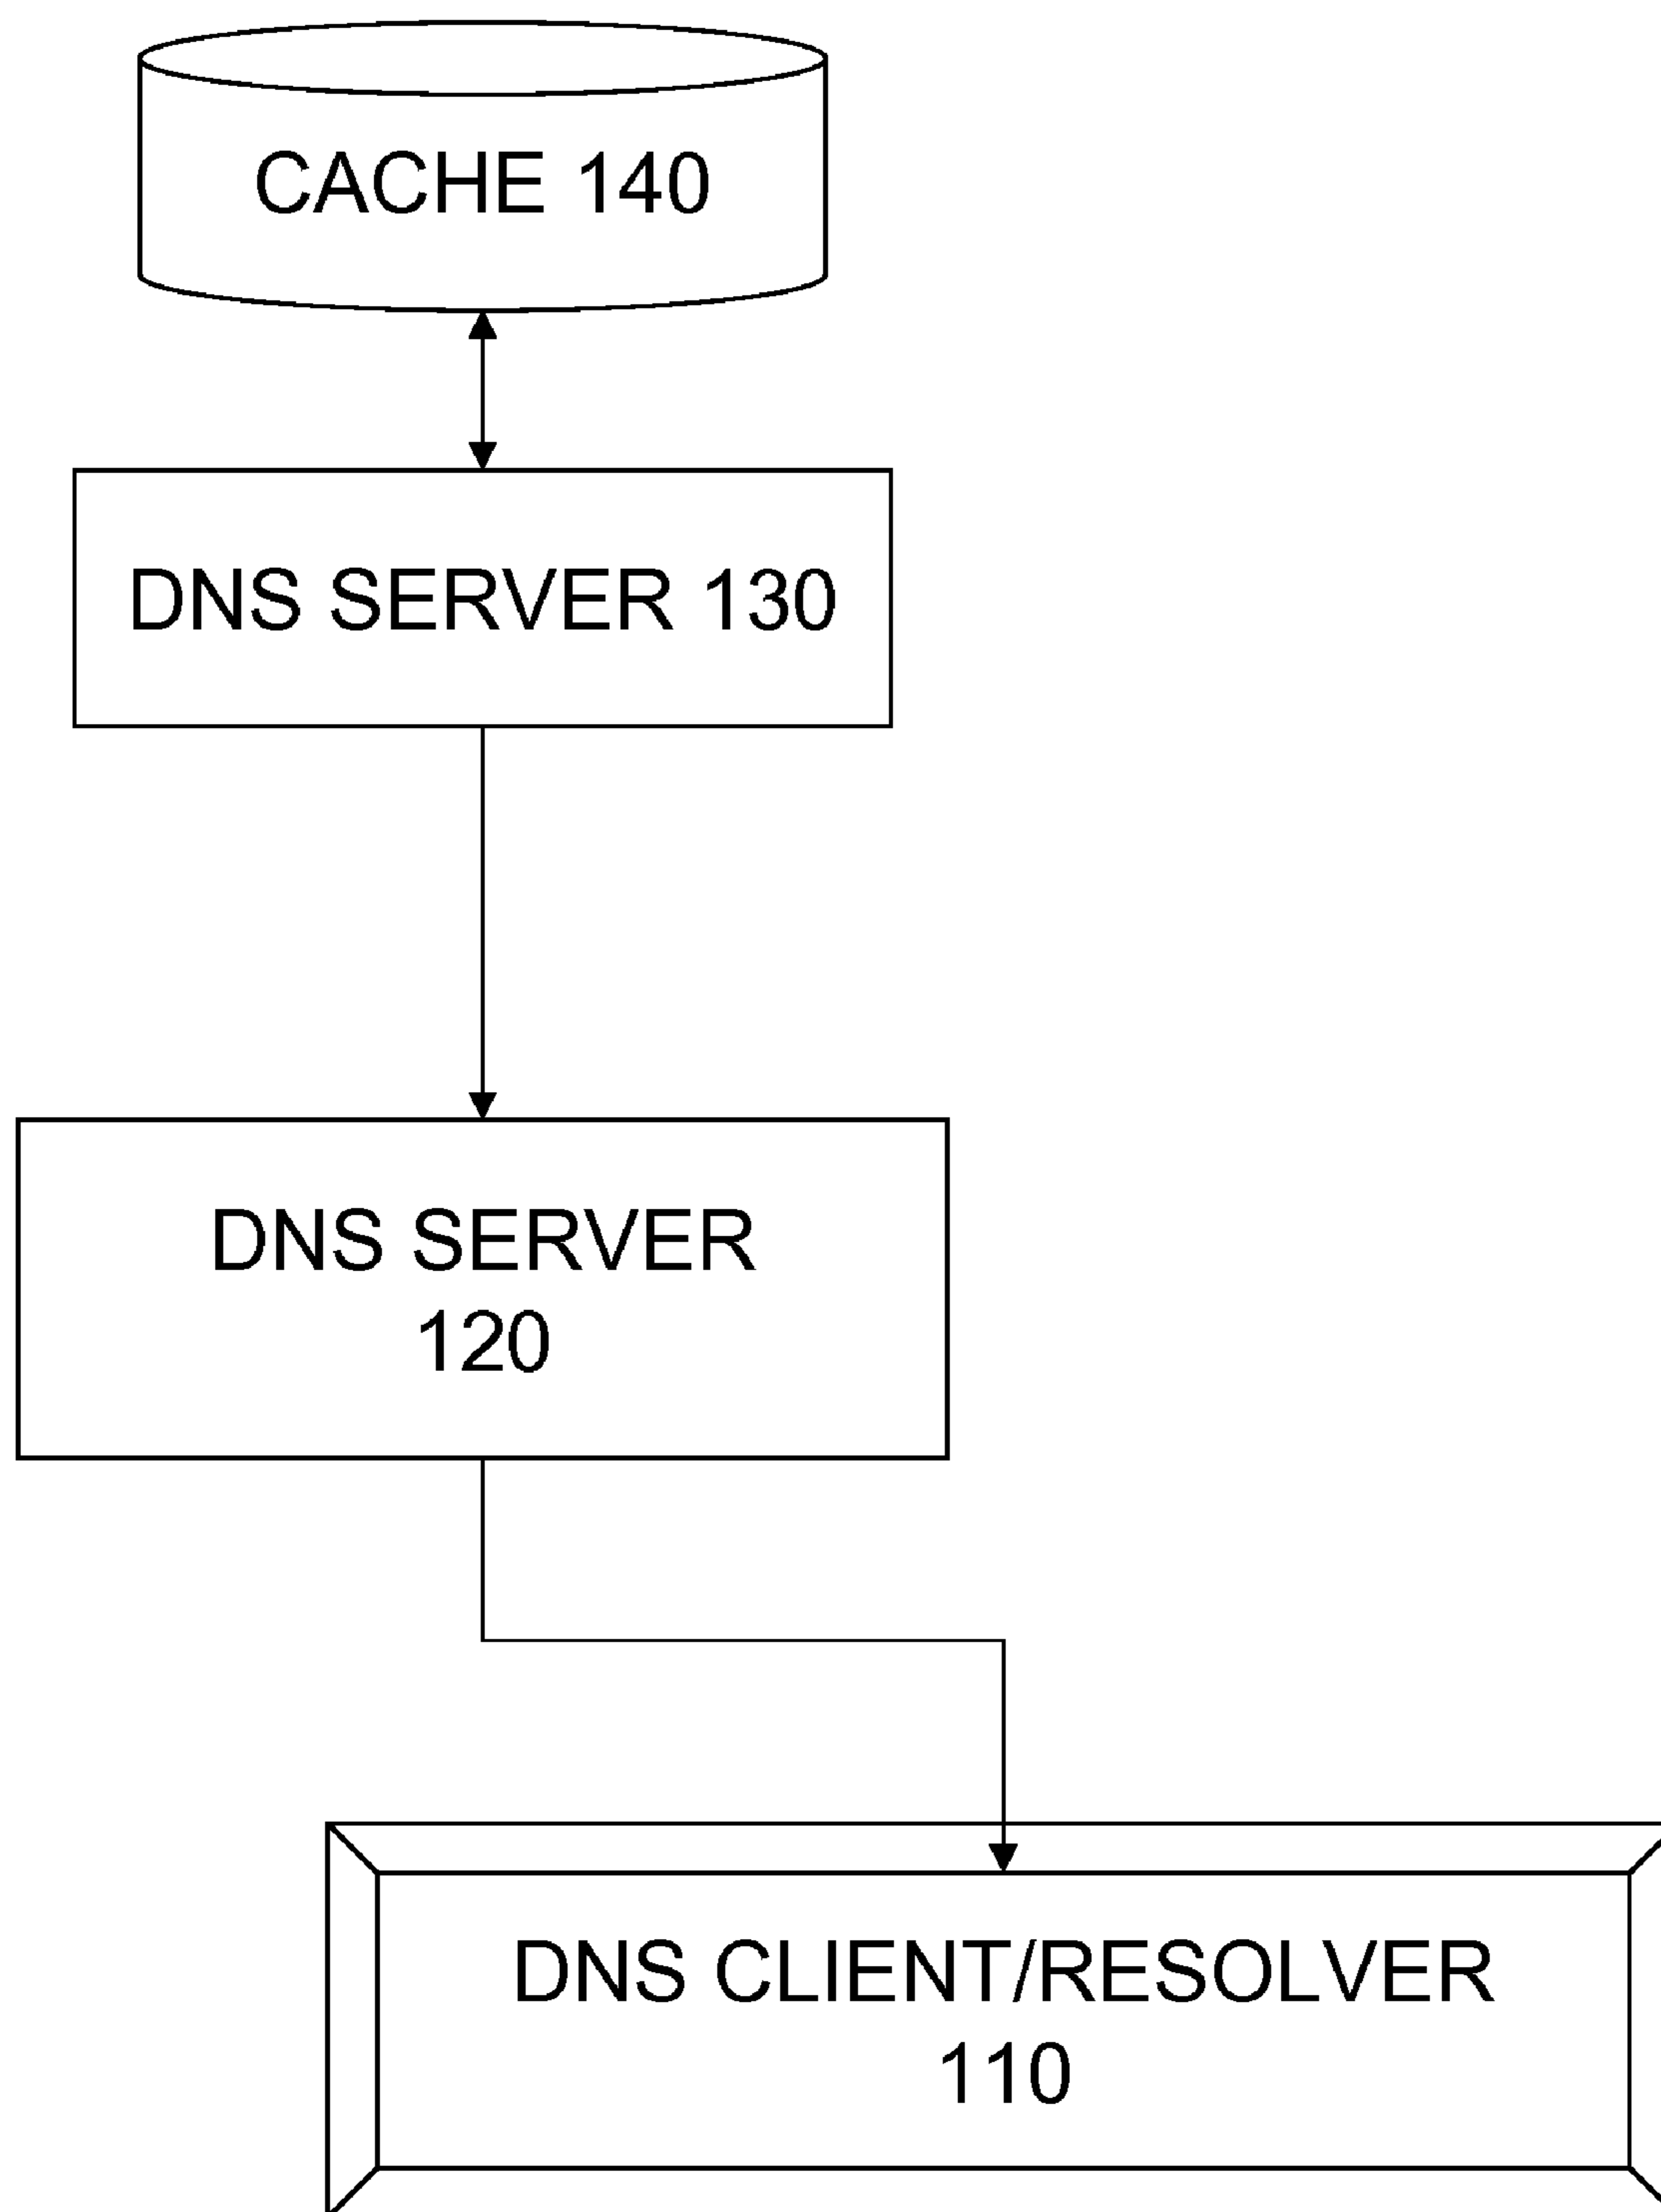 CACHE 140
DNS SERVER 130
DNS SERVER
120
DNS CLIENT/RESOLVER
110